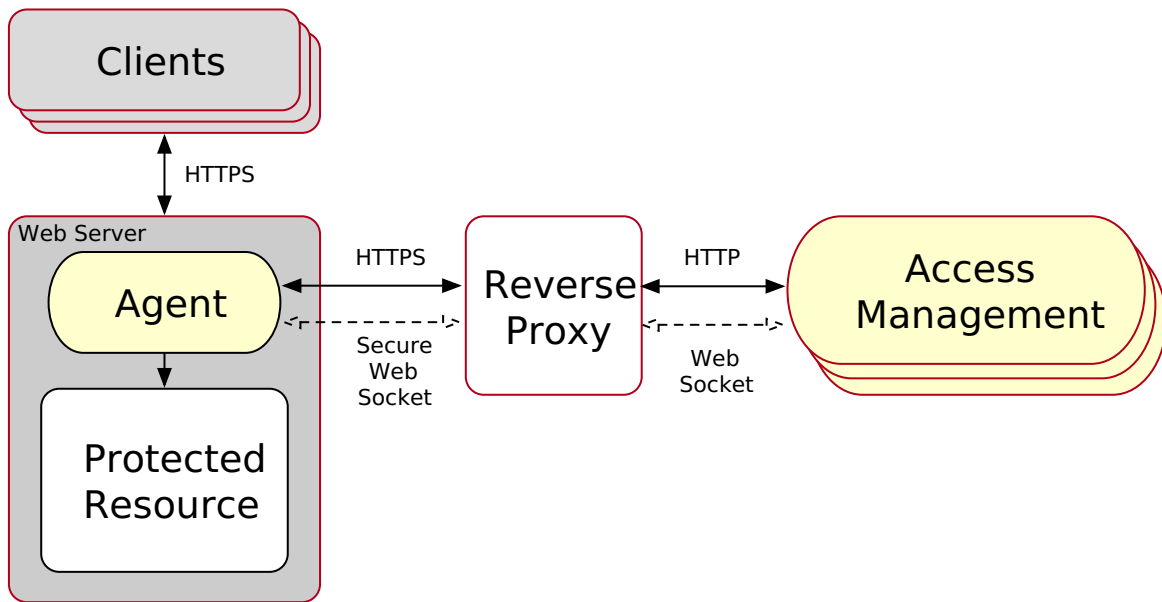 Clients
HTTPS
Web Server
Agent
Protected
Resource
HTTPS
Secure
Web
Socket
Reverse
Proxy
HTTP
Web
Socket
Access
Management